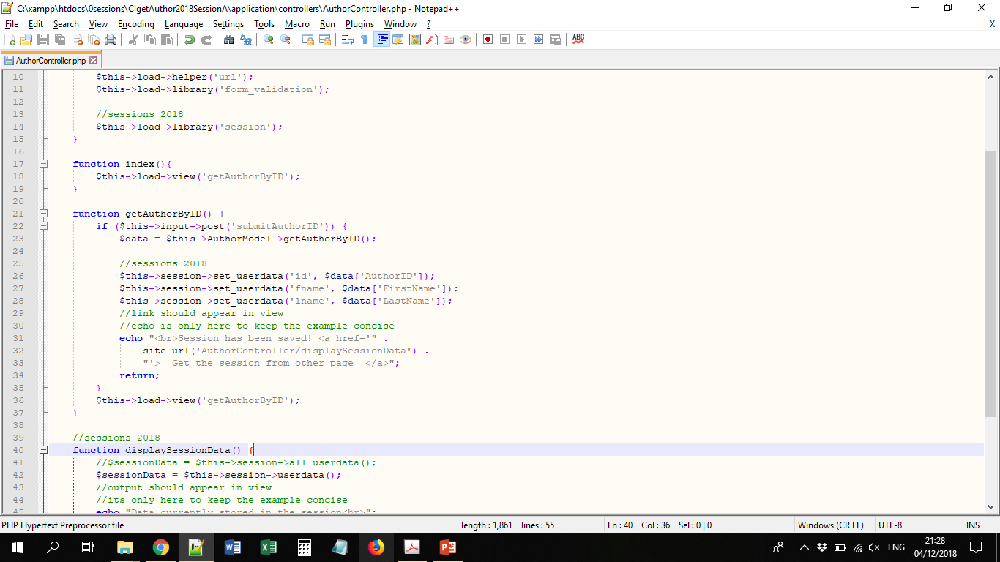 C:\xampp\htdocs\0sessions\CIgetAuthor2018SessionA\application\controllers\AuthorController.php - Notepad++
File Edit Search View Encoding Language Settings Tools Macro Run Plugins Window ? X
AuthorController.php
10 $this->load->helper('url');
11 $this->load->library('form_validation');
12
13 //sessions 2018
14 $this->load->library('session');
15 }
16
17 function index(){
18 $this->load->view('getAuthorByID');
19 }
20
21 function getAuthorByID() {
22 if ($this->input->post('submitAuthorID')) {
23 $data = $this->AuthorModel->getAuthorByID();
24
25 //sessions 2018
26 $this->session->set_userdata('id', $data['AuthorID']);
27 $this->session->set_userdata('fname', $data['FirstName']);
28 $this->session->set_userdata('lname', $data['LastName']);
29 //link should appear in view
30 //echo is only here to keep the example concise
31 echo "<br>Session has been saved! <a href='" .
32 site_url('AuthorController/displaySessionData') .
33 "'>  Get the session from other page  </a>";
34 return;
35 }
36 $this->load->view('getAuthorByID');
37 }
38
39 //sessions 2018
40 function displaySessionData() {
41 //$sessionData = $this->session->all_userdata();
42 $sessionData = $this->session->userdata();
43 //output should appear in view
44 //its only here to keep the example concise
45 echo "Data currently stored in the session<br>";
PHP Hypertext Preprocessor file length : 1,861 lines : 55 Ln : 40 Col : 36 Sel : 0 | 0 Windows (CR LF) UTF-8 INS
ENG 21:28
04/12/2018